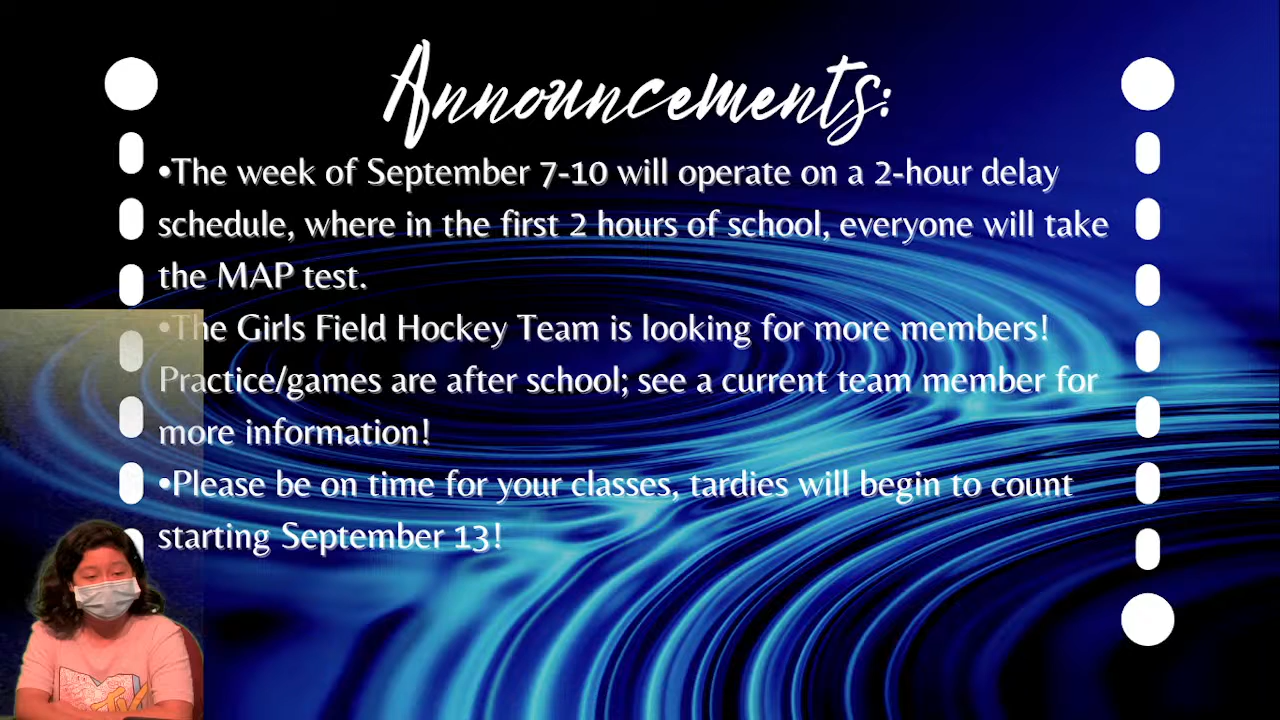 Announcements:
•The week of September 7-10 will operate on a 2-hour delay
schedule, where in the first 2 hours of school, everyone will take
the MAP test.
•The Girls Field Hockey Team is looking for more members!
Practice/games are after school; see a current team member for
more information!
•Please be on time for your classes, tardies will begin to count
starting September 13!
MTV